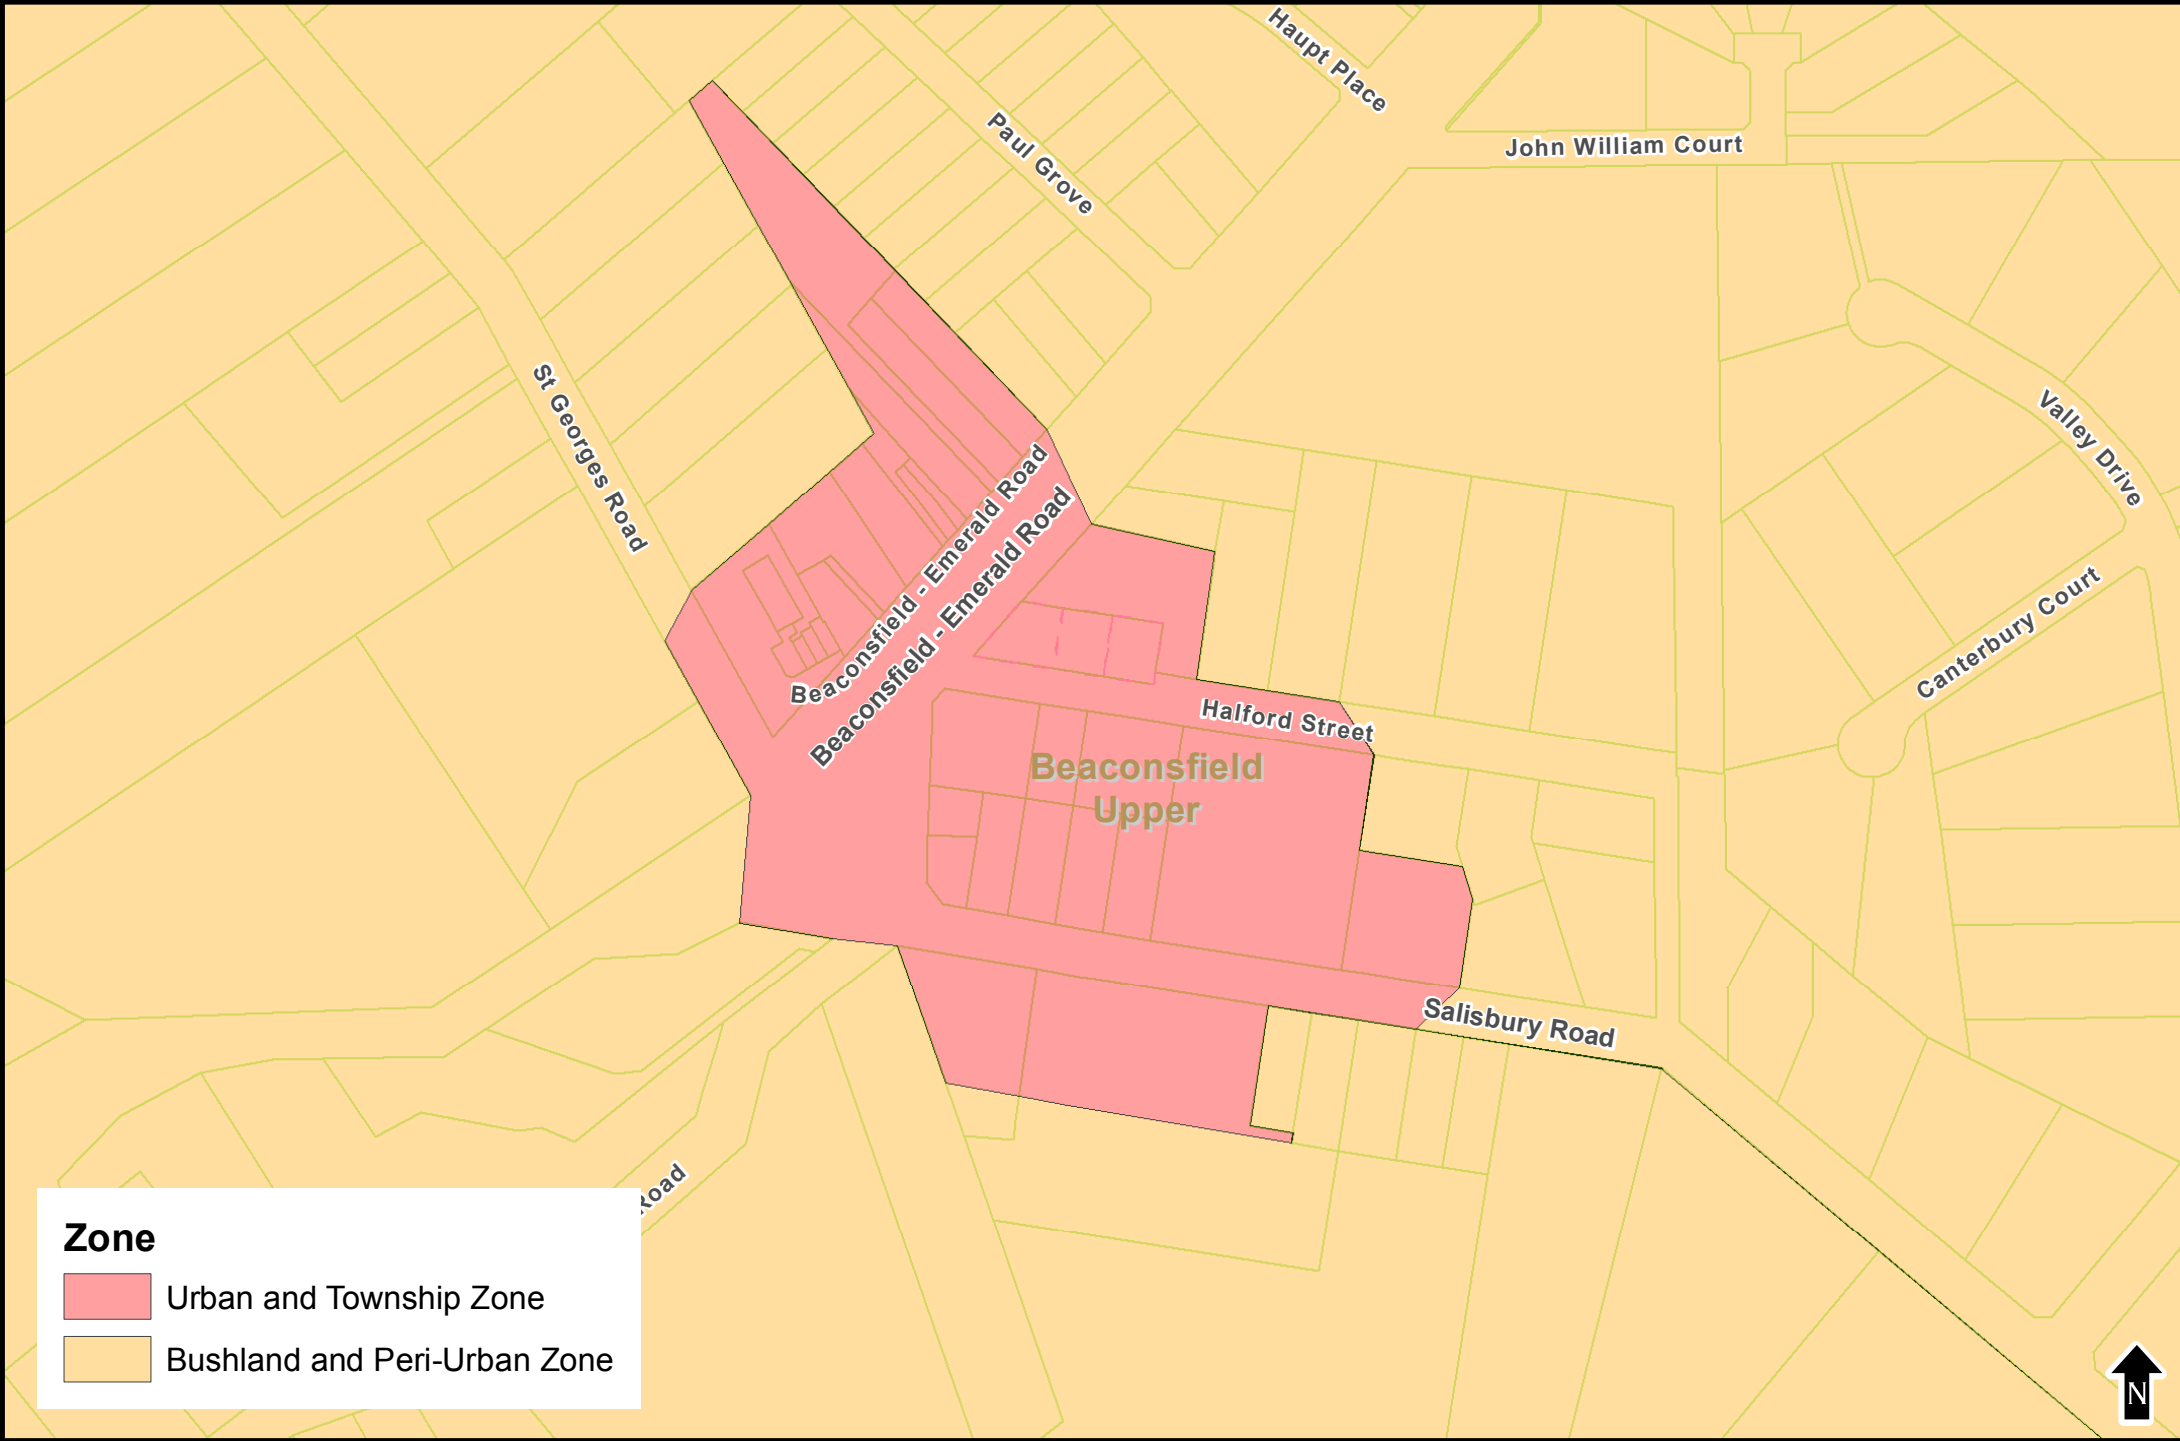 Haupt Place
John William Court
Paul Grove
St Georges Road
Valley Drive
Beaconsfield - Emerald Road
Beaconsfield - Emerald Road
Canterbury Court
Halford Street
Beaconsfield
Upper
Salisbury Road
Road
Zone
Urban and Township Zone
Bushland and Peri-Urban Zone
N